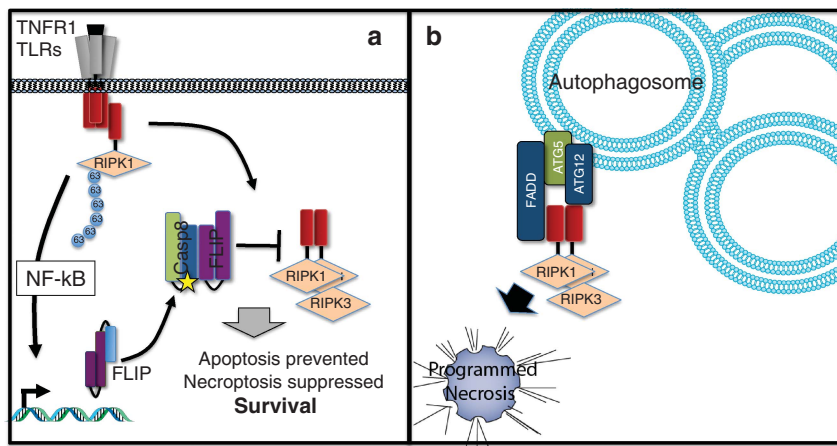 TNFR1
TLRs
a
RIPK1
63
63
63
63
63
NF-kB
Casp8
FLIP
RIPK1
RIPK3
FLIP
Apoptosis prevented
Necroptosis suppressed
Survival
b
Autophagosome
FADD
ATG5
ATG12
RIPK1
RIPK3
Programmed
Necrosis